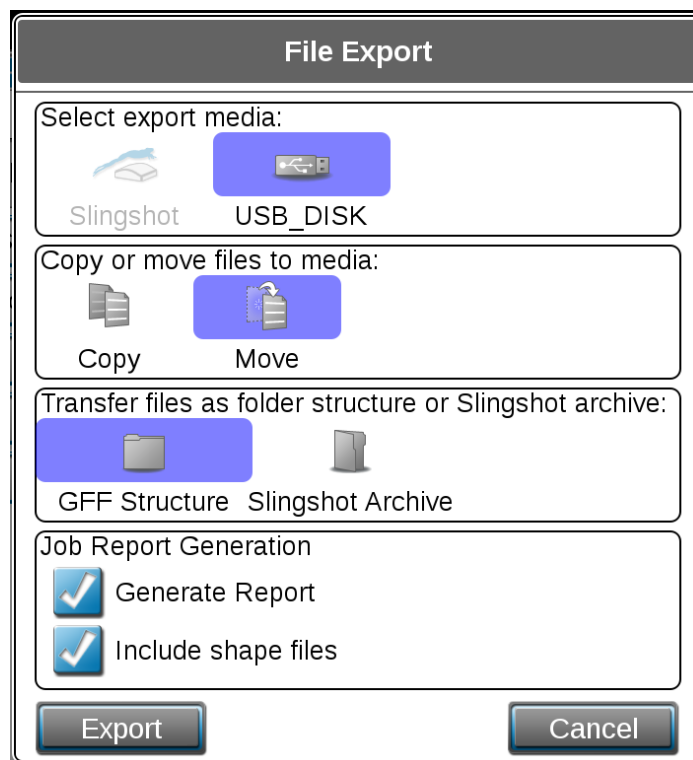 File Export
Select export media:
Slingshot USB_DISK
Copy or move files to media:
Copy Move
Transfer files as folder structure or Slingshot archive:
GFF Structure Slingshot Archive
Job Report Generation
Generate Report
Include shape files
Export Cancel